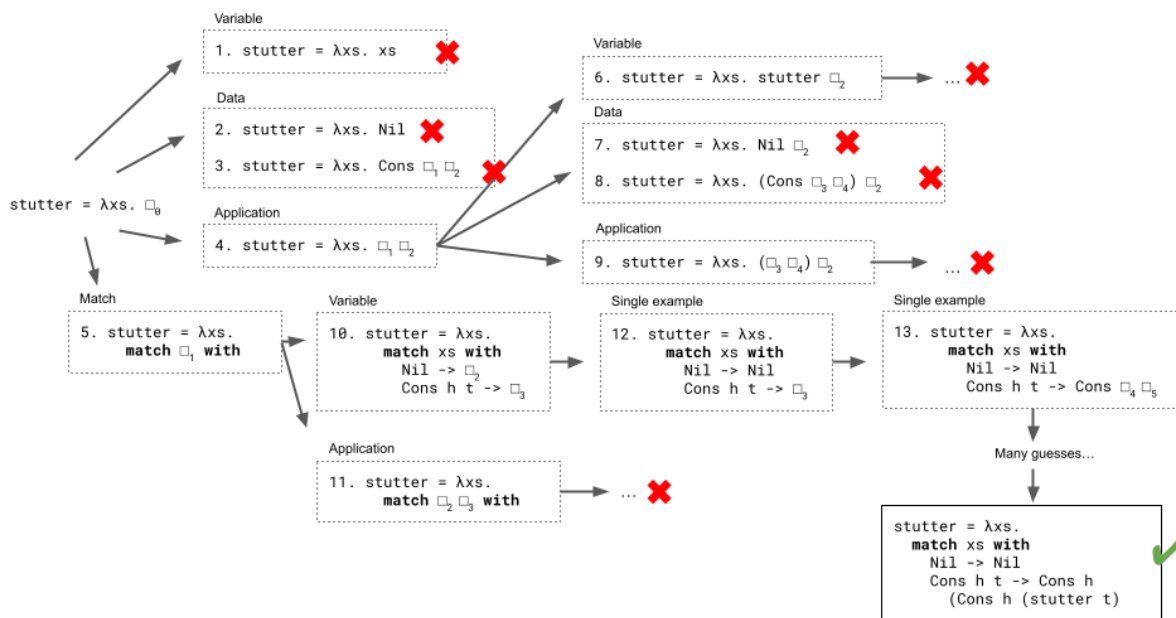 Variable
1. stutter = λxs. xs
Data
2. stutter = λxs. Nil
3. stutter = λxs. Cons □₁ □₂
stutter = λxs. □₀
Application
4. stutter = λxs. □₁ □₂
Variable
6. stutter = λxs. stutter □₂
...
Data
7. stutter = λxs. Nil □₂
8. stutter = λxs. (Cons □₃ □₄) □₂
Application
9. stutter = λxs. (□₃ □₄) □₂
...
Match
5. stutter = λxs.
match □₁ with
Variable
10. stutter = λxs.
match xs with
Nil -> □₂
Cons h t -> □₃
Single example
12. stutter = λxs.
match xs with
Nil -> Nil
Cons h t -> □₃
Single example
13. stutter = λxs.
match xs with
Nil -> Nil
Cons h t -> Cons □₄ □₅
Application
11. stutter = λxs.
match □₂ □₃ with
...
Many guesses...
stutter = λxs.
match xs with
Nil -> Nil
Cons h t -> Cons h
(Cons h (stutter t)